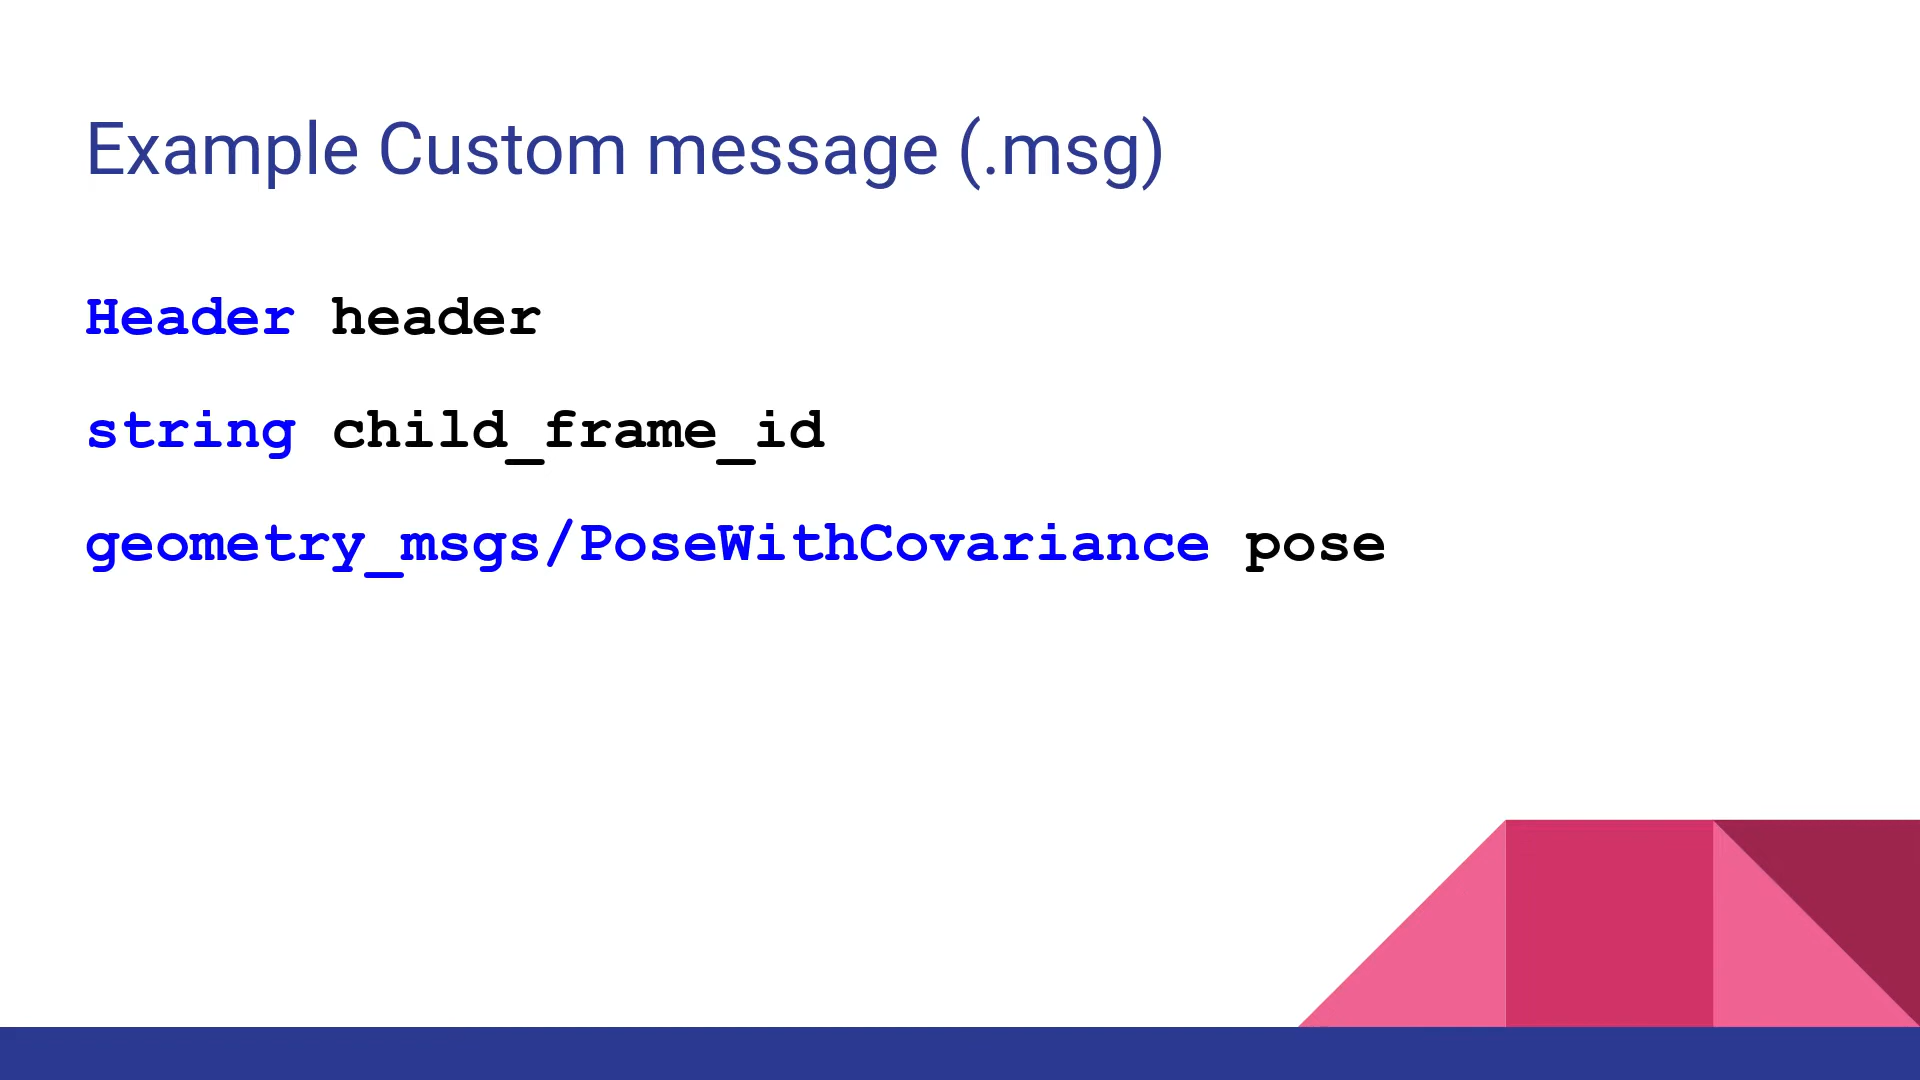 Example Custom message (.msg)
Header header
string child_frame_id
geometry_msgs/PoseWithCovariance pose